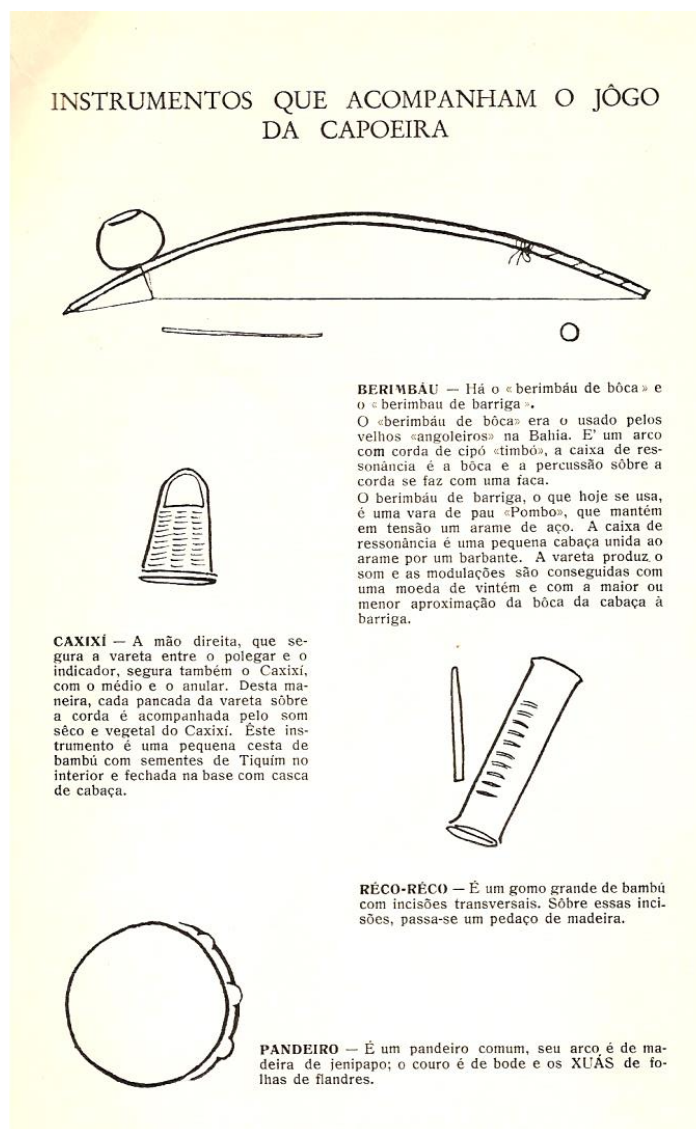 INSTRUMENTOS QUE ACOMPANHAM O JÔGO
DA CAPOEIRA
BERIMBÁU — Há o «berimbáu de bôca» e
o «berimbau de barriga».
O «berimbáu de bôca» era o usado pelos
velhos «angoleiros» na Bahia. E' um arco
com corda de cipó «timbó», a caixa de res-
sonância é a bôca e a percussão sôbre a
corda se faz com uma faca.
O berimbáu de barriga, o que hoje se usa,
é uma vara de pau «Pombo», que mantém
em tensão um arame de aço. A caixa de
ressonância é uma pequena cabaça unida ao
arame por um barbante. A vareta produz o
som e as modulações são conseguidas com
uma moeda de vintém e com a maior ou
menor aproximação da bôca da cabaça à
barriga.
CAXIXÍ — A mão direita, que se-
gura a vareta entre o polegar e o
indicador, segura também o Caxixí,
com o médio e o anular. Desta ma-
neira, cada pancada da vareta sôbre
a corda é acompanhada pelo som
sêco e vegetal do Caxixí. Êste ins-
trumento é uma pequena cesta de
bambú com sementes de Tiquím no
interior e fechada na base com casca
de cabaça.
RÉCO-RÉCO — É um gomo grande de bambú
com incisões transversais. Sôbre essas inci-
sões, passa-se um pedaço de madeira.
PANDEIRO — É um pandeiro comum, seu arco é de ma-
deira de jenipapo; o couro é de bode e os XUÁS de fo-
lhas de flandres.